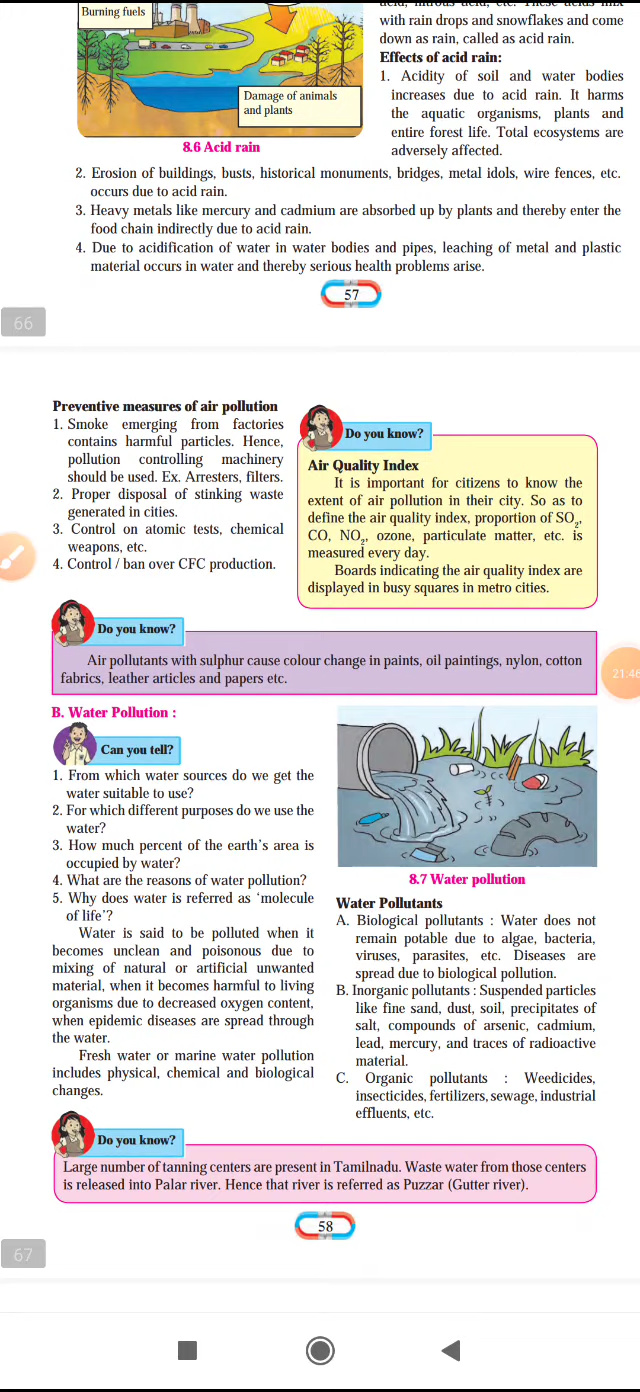 Burning fuels
Damage of animals
and plants
8.6 Acid rain
with rain drops and snowflakes and come
down as rain, called as acid rain.
Effects of acid rain:
1. Acidity of soil and water bodies
increases due to acid rain. It harms
the aquatic organisms, plants and
entire forest life. Total ecosystems are
adversely affected.
2. Erosion of buildings, busts, historical monuments, bridges, metal idols, wire fences, etc.
occurs due to acid rain.
3. Heavy metals like mercury and cadmium are absorbed up by plants and thereby enter the
food chain indirectly due to acid rain.
4. Due to acidification of water in water bodies and pipes, leaching of metal and plastic
material occurs in water and thereby serious health problems arise.
57
66
Preventive measures of air pollution
1. Smoke emerging from factories
contains harmful particles. Hence,
pollution controlling machinery
should be used. Ex. Arresters, filters.
2. Proper disposal of stinking waste
generated in cities.
3. Control on atomic tests, chemical
weapons, etc.
4. Control / ban over CFC production.
Do you know?
Air Quality Index
It is important for citizens to know the
extent of air pollution in their city. So as to
define the air quality index, proportion of SO₂,
CO, NO₂, ozone, particulate matter, etc. is
measured every day.
Boards indicating the air quality index are
displayed in busy squares in metro cities.
Do you know?
Air pollutants with sulphur cause colour change in paints, oil paintings, nylon, cotton
fabrics, leather articles and papers etc.
21:46
B. Water Pollution :
Can you tell?
1. From which water sources do we get the
water suitable to use?
2. For which different purposes do we use the
water?
3. How much percent of the earth's area is
occupied by water?
4. What are the reasons of water pollution?
5. Why does water is referred as 'molecule
of life'?
Water is said to be polluted when it
becomes unclean and poisonous due to
mixing of natural or artificial unwanted
material, when it becomes harmful to living
organisms due to decreased oxygen content,
when epidemic diseases are spread through
the water.
Fresh water or marine water pollution
includes physical, chemical and biological
changes.
8.7 Water pollution
Water Pollutants
A. Biological pollutants : Water does not
remain potable due to algae, bacteria,
viruses, parasites, etc. Diseases are
spread due to biological pollution.
B. Inorganic pollutants : Suspended particles
like fine sand, dust, soil, precipitates of
salt, compounds of arsenic, cadmium,
lead, mercury, and traces of radioactive
material.
C. Organic pollutants : Weedicides,
insecticides, fertilizers, sewage, industrial
effluents, etc.
Do you know?
Large number of tanning centers are present in Tamilnadu. Waste water from those centers
is released into Palar river. Hence that river is referred as Puzzar (Gutter river).
58
67